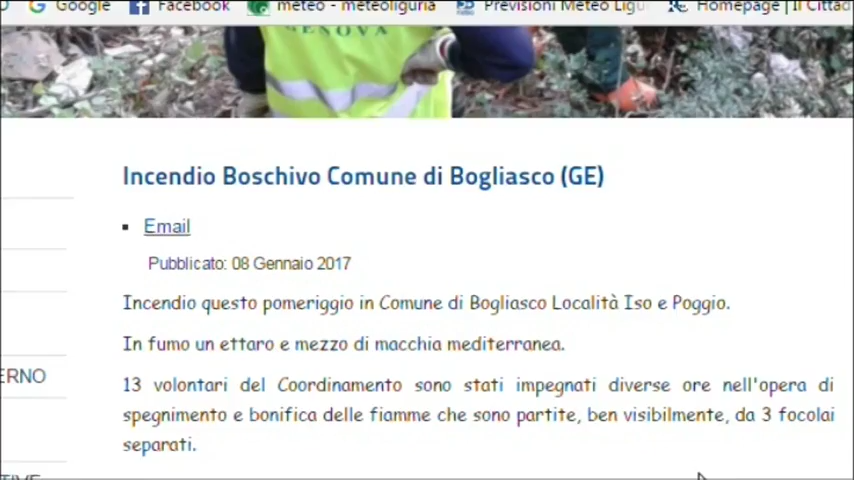 Google Facebook meteo - meteoliguria Previsioni Meteo Ligu Homepage | Il Cittad
GENOVA
Incendio Boschivo Comune di Bogliasco (GE)
Email
Pubblicato: 08 Gennaio 2017
Incendio questo pomeriggio in Comune di Bogliasco Località Iso e Poggio.
In fumo un ettaro e mezzo di macchia mediterranea.
ERNO
13 volontari del Coordinamento sono stati impegnati diverse ore nell'opera di
spegnimento e bonifica delle fiamme che sono partite, ben visibilmente, da 3 focolai
separati.
TIVE